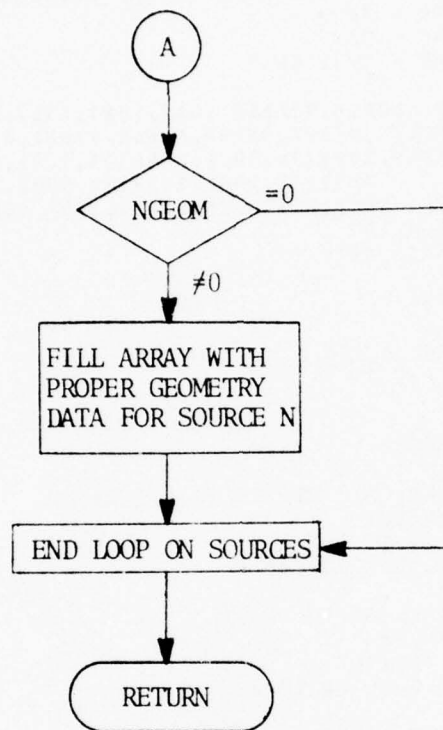 A
NGEOM
=0
≠0
FILL ARRAY WITH
PROPER GEOMETRY
DATA FOR SOURCE N
END LOOP ON SOURCES
RETURN